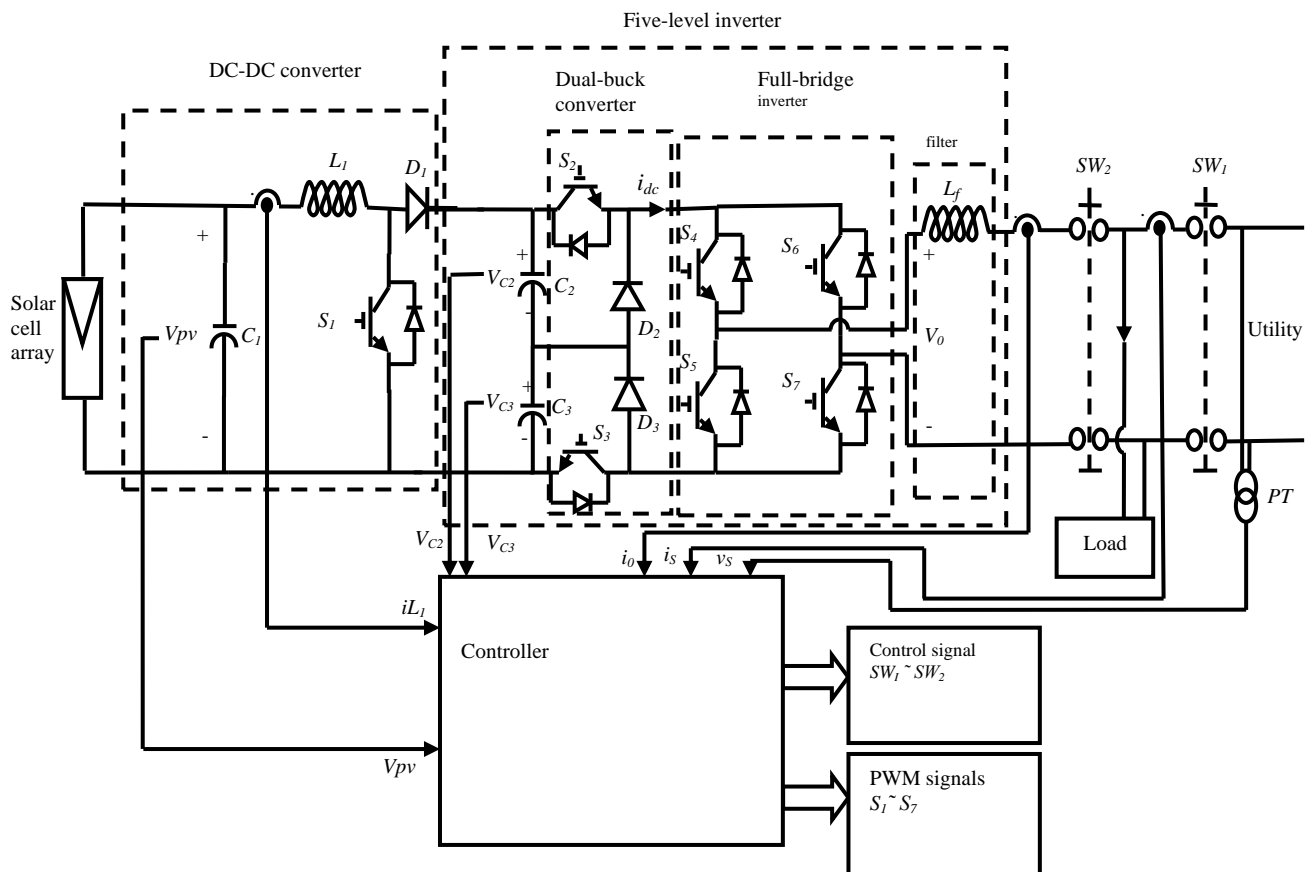 Five-level inverter
DC-DC converter
Dual-buck
converter
Full-bridge
inverter
filter
L1
D1
S2
idc
Lf
SW2
SW1
+
S4
S6
+
+
VC2
C2
-
Solar
cell
array
Vpv
C1
S1
D2
V0
Utility
S5
S7
+
VC3
C3
-
S3
D3
-
-
PT
VC2
VC3
i0
iS
vS
Load
iL1
Controller
Control signal
SW1 ~ SW2
Vpv
PWM signals
S1 ~ S7